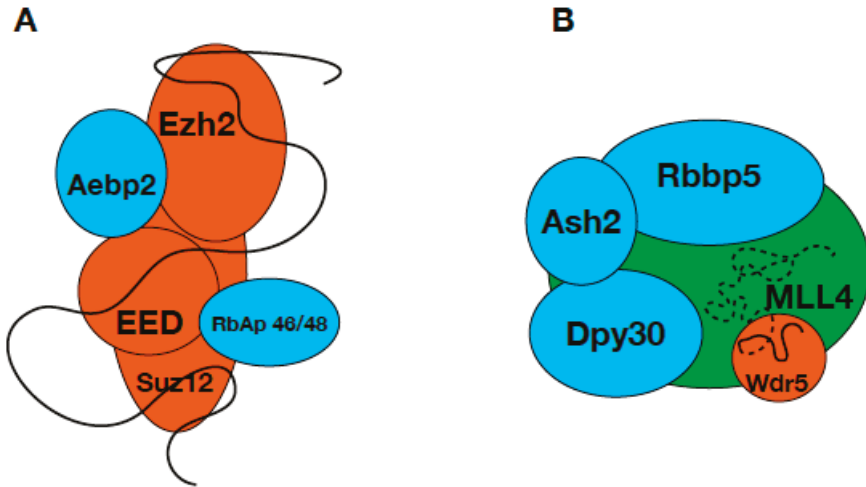 A
Ezh2
Aebp2
EED
RbAp 46/48
Suz12
B
Rbbp5
Ash2
MLL4
Dpy30
Wdr5